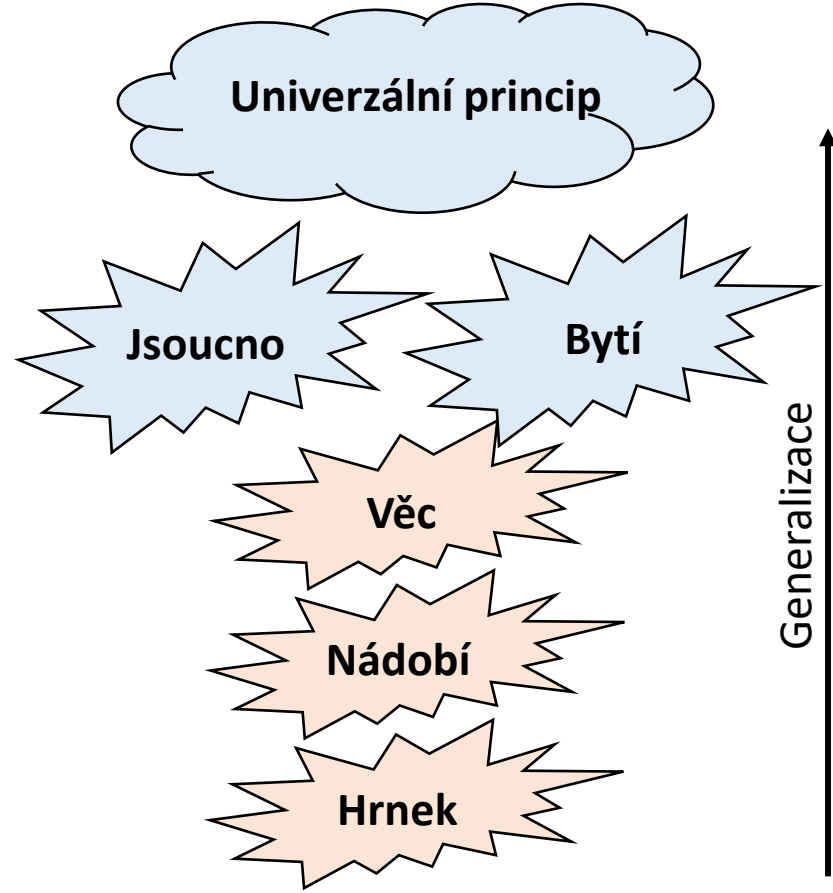 Univerzální princip
Jsoucno
Bytí
Věc
Nádobí
Hrnek
Generalizace